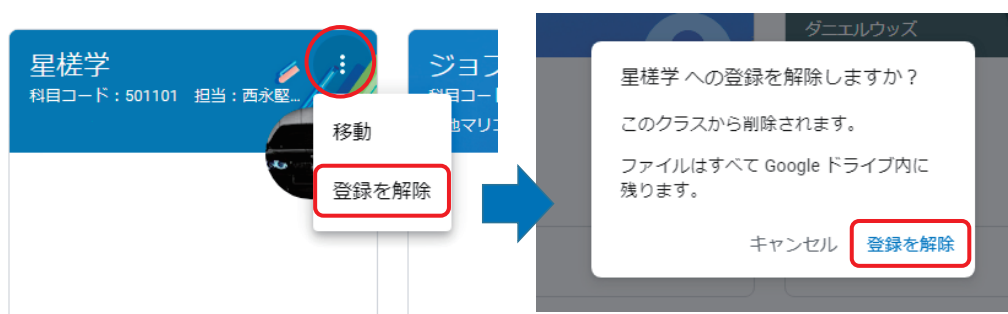 星槎学
科目コード：501101　担当：西永堅...
移動
登録を解除
ジョブ
科目コー
ダニエルウッズ
星槎学 への登録を解除しますか？
このクラスから削除されます。
ファイルはすべて Google ドライブ内に
残ります。
キャンセル
登録を解除